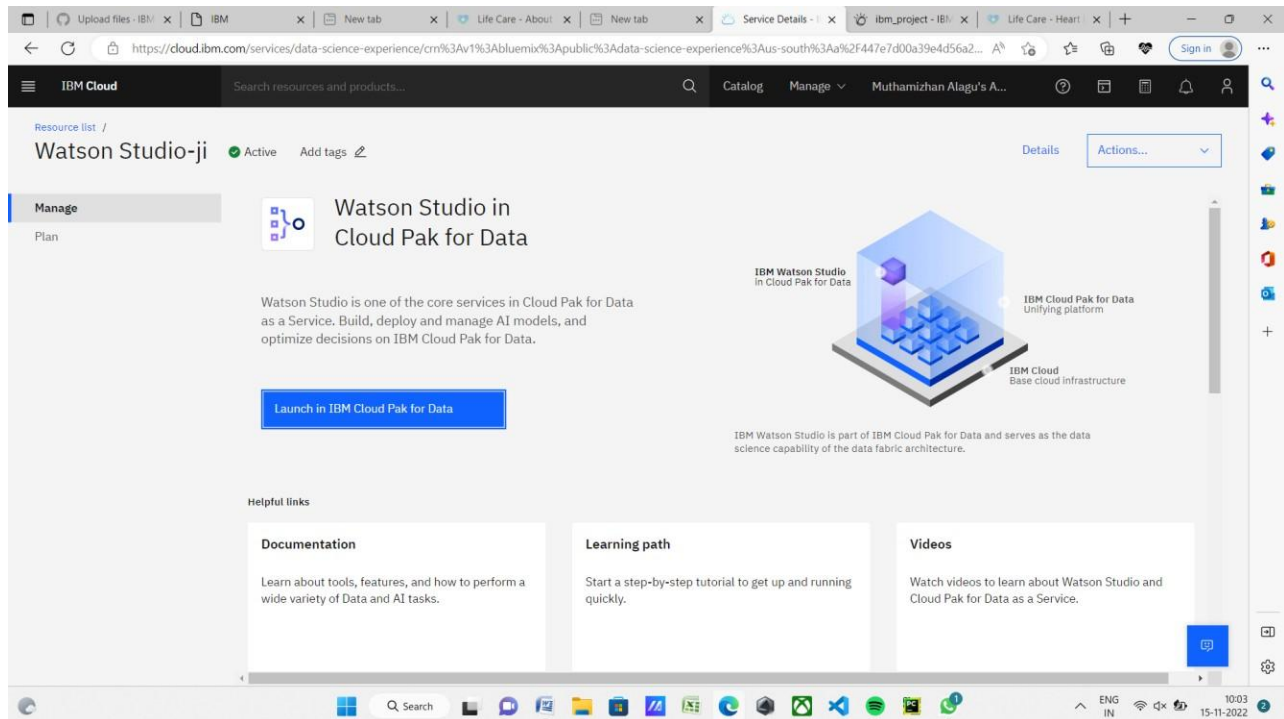 Upload files · IBM
IBM
New tab
Life Care - About
New tab
Service Details - I
ibm_project - IBM
Life Care - Heart
https://cloud.ibm.com/services/data-science-experience/crn%3Av1%3Abluemix%3Apublic%3Adata-science-experience%3Aus-south%3Aa%2F447e7d00a39e4d56a2...
Sign in
IBM Cloud
Search resources and products...
Catalog
Manage
Muthamizhan Alagu's A...
Resource list /
Watson Studio-ji
Active
Add tags
Details
Actions...
Manage
Plan
Watson Studio in
Cloud Pak for Data
Watson Studio is one of the core services in Cloud Pak for Data
as a Service. Build, deploy and manage AI models, and
optimize decisions on IBM Cloud Pak for Data.
Launch in IBM Cloud Pak for Data
IBM Watson Studio
in Cloud Pak for Data
IBM Cloud Pak for Data
Unifying platform
IBM Cloud
Base cloud infrastructure
IBM Watson Studio is part of IBM Cloud Pak for Data and serves as the data
science capability of the data fabric architecture.
Helpful links
Documentation
Learn about tools, features, and how to perform a
wide variety of Data and AI tasks.
Learning path
Start a step-by-step tutorial to get up and running
quickly.
Videos
Watch videos to learn about Watson Studio and
Cloud Pak for Data as a Service.
Search
ENG
IN
10:03
15-11-2022
2